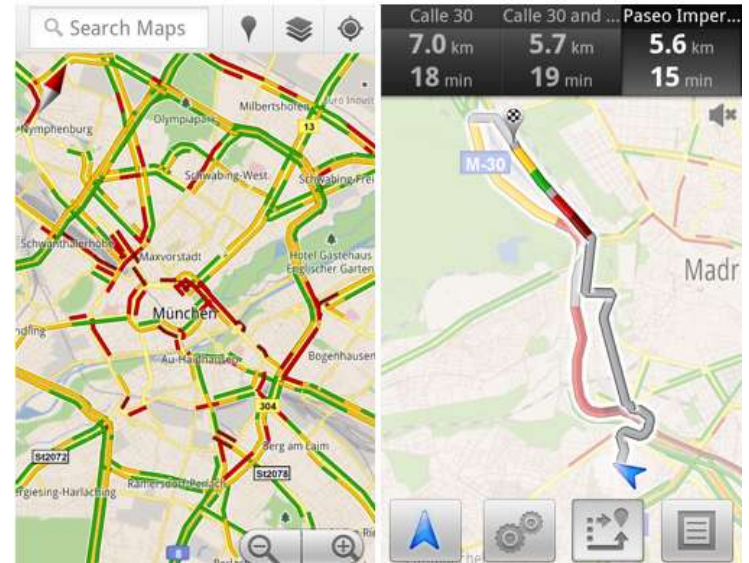 Search Maps
Milbertshofen
Olympiapark
Nymphenburg
13
Schwabing-West
Schwabing-Frei
Schwanthalerhöhe
Maxvorstadt
Hotel Gästehaus
Englischer Garten
München
Au-Haidhausen
Bogenhausen
304
Berg am Laim
St2072
St2078
Ramersdorf-Perlach
ergiesing-Harlaching
8
Calle 30
7.0 km
18 min
Calle 30 and ...
5.7 km
19 min
Paseo Imper...
5.6 km
15 min
M-30
Madr